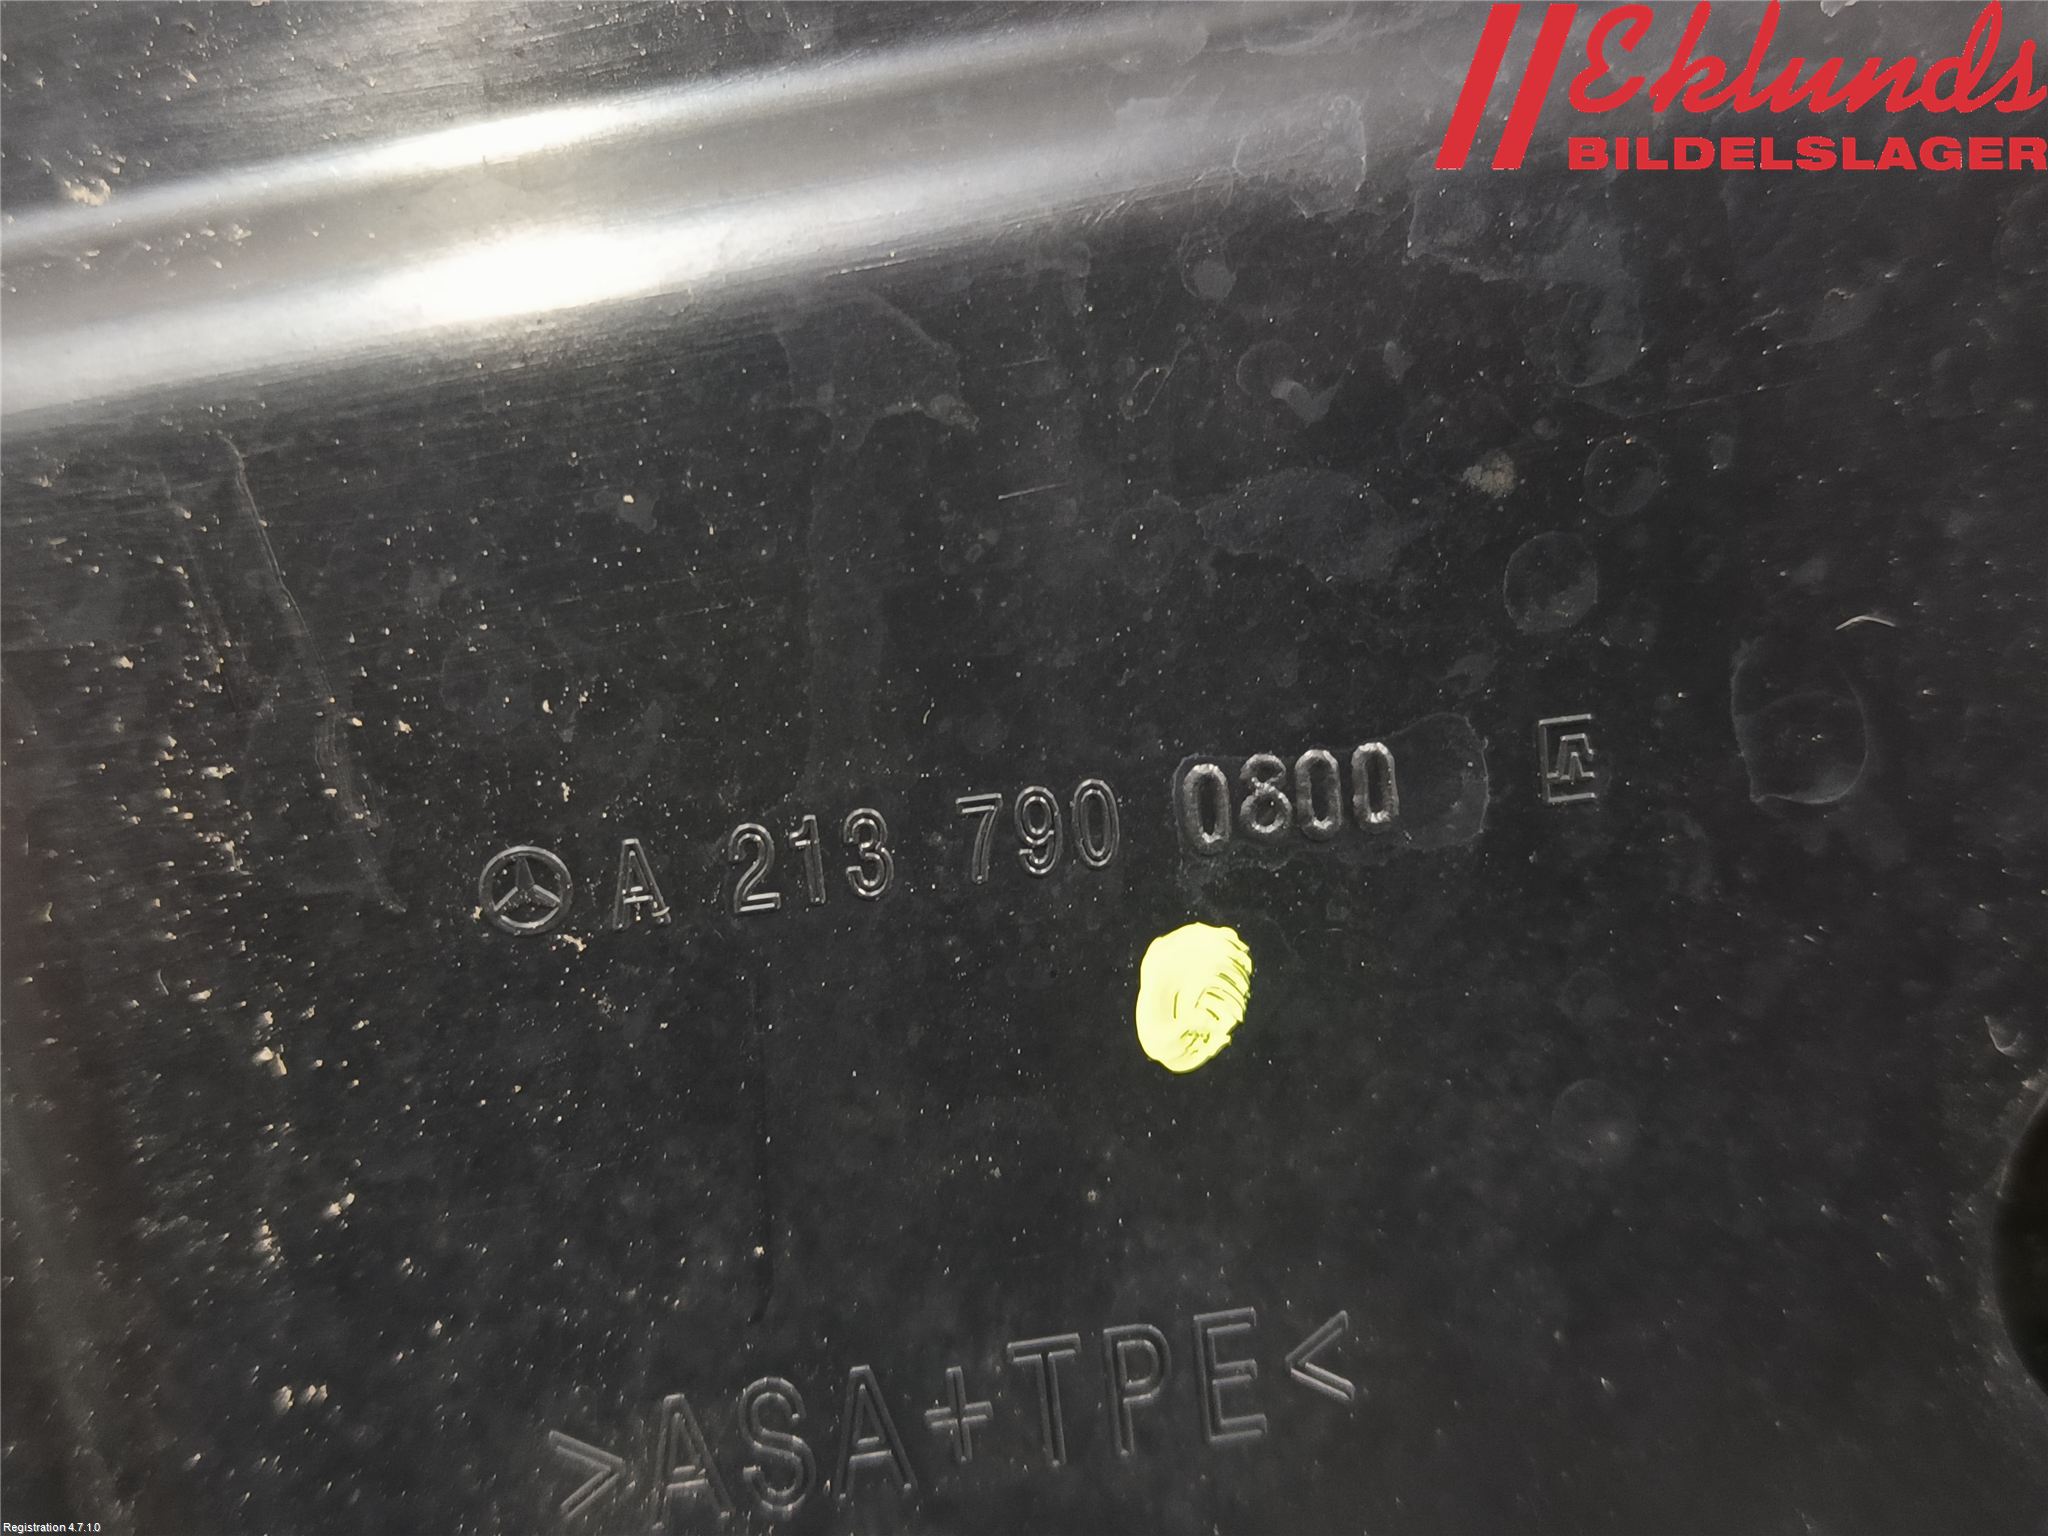 Eklunds
BILDELSLAGER
A 213 790 0800
>ASA+TPE<
Registration 4.7.1.0